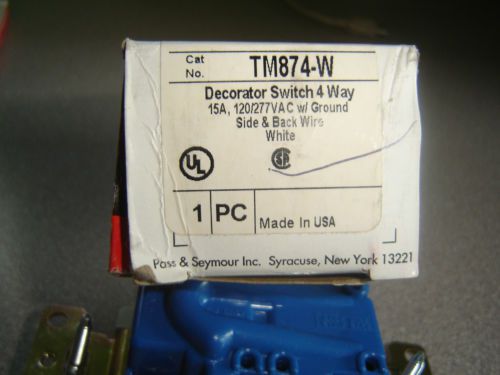 Cat No. TM874-W
Decorator Switch 4 Way
15A, 120/277VAC w/ Ground
Side & Back Wire
White
UL
1 PC Made In USA
Pass & Seymour Inc. Syracuse, New York 13221